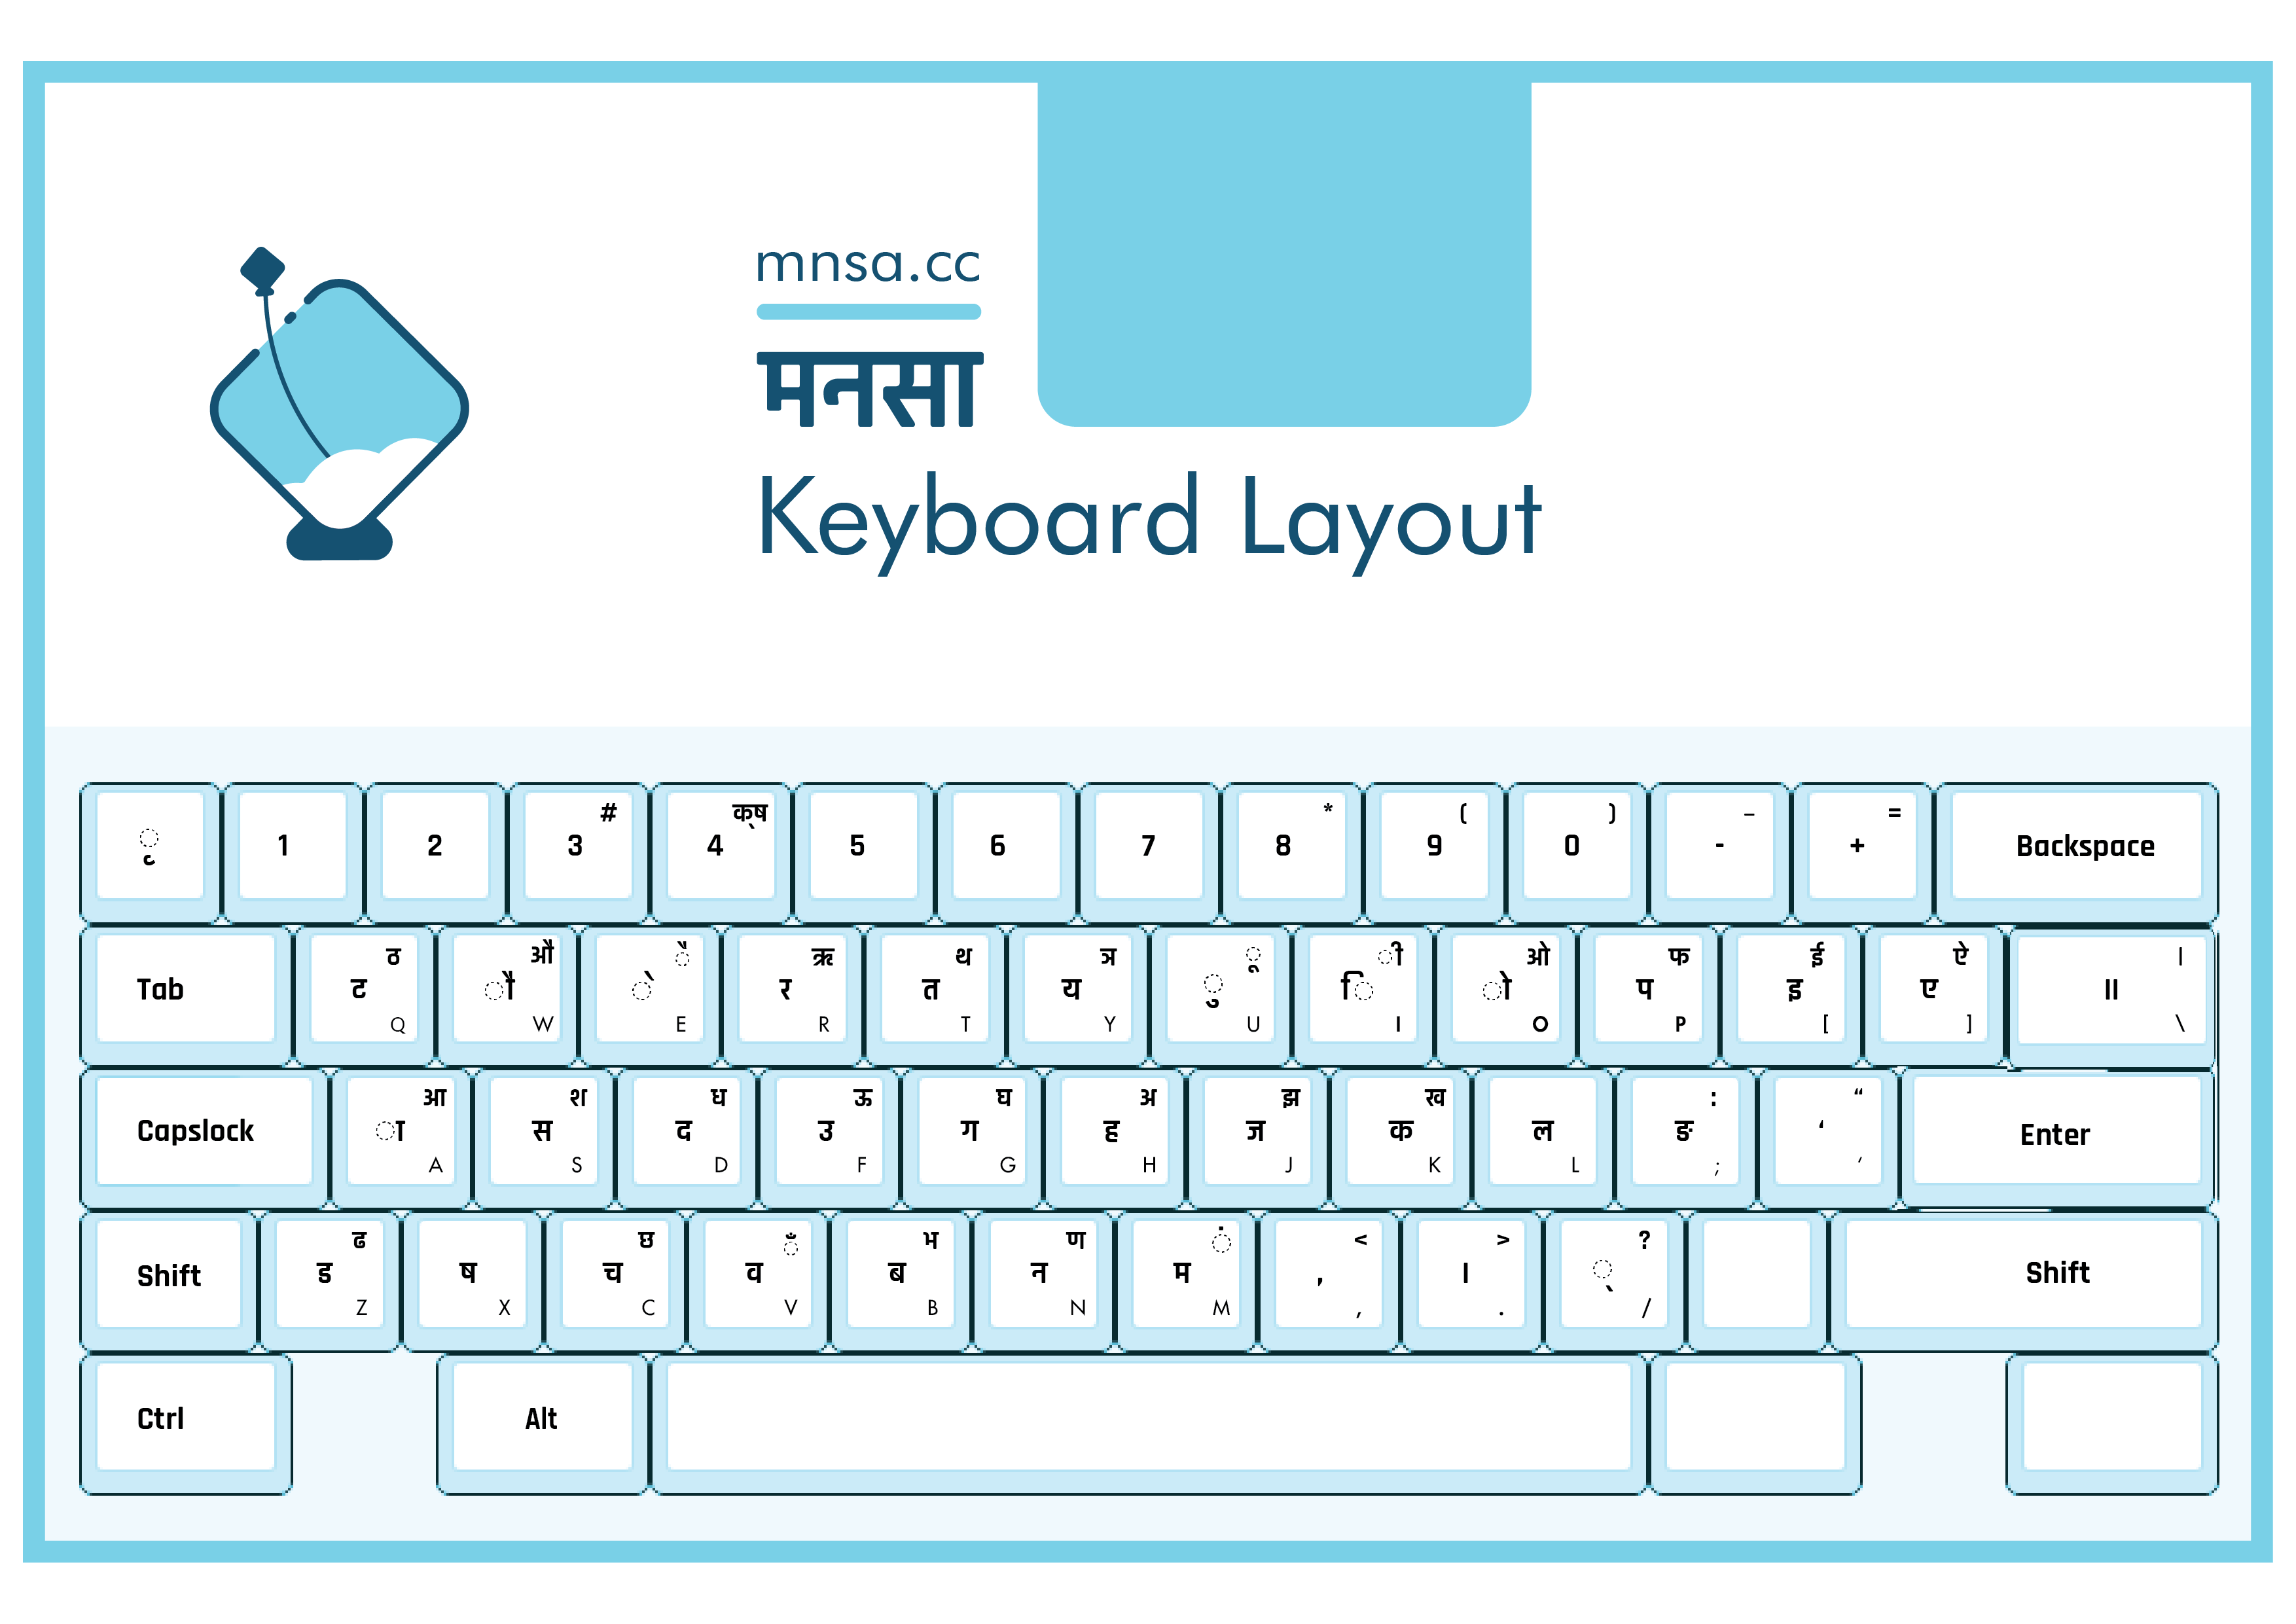 mnsa.cc
मनसा
Keyboard Layout
ृ 1 2 # 3 क्‌ष 4 5 6 7 * 8 ( 9 ) 0 – - = + Backspace
Tab ठ ट Q औ ौ W ै े E ऋ र R थ त T ञ य Y ू ु U ी ि I ओ ो O फ प P ई इ [ ऐ ए ] | II \
Capslock आ ा A श स S ध द D ऊ उ F घ ग G अ ह H झ ज J ख क K ल L : ङ ; “ ‘ ′ Enter
Shift ढ ड Z ष X छ च C ँ व V भ ब B ण न N ं म M < , , > । . ? ् / Shift
Ctrl Alt